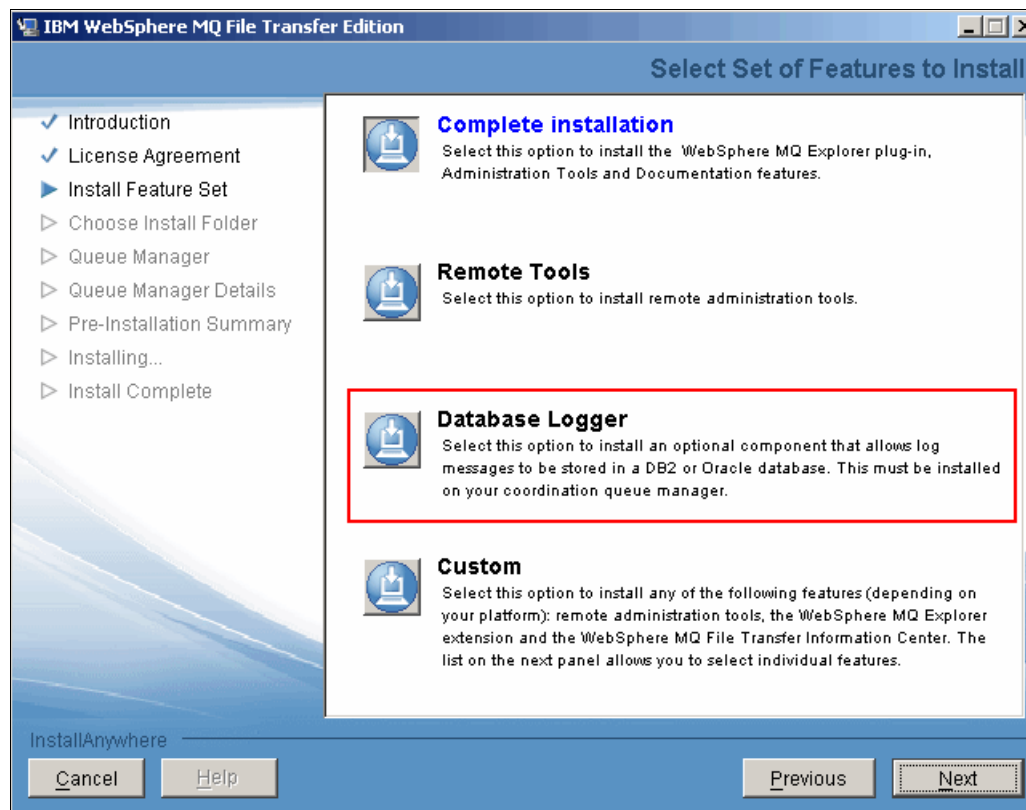 IBM WebSphere MQ File Transfer Edition
Select Set of Features to Install
Introduction
License Agreement
Install Feature Set
Choose Install Folder
Queue Manager
Queue Manager Details
Pre-Installation Summary
Installing...
Install Complete
Complete installation
Select this option to install the WebSphere MQ Explorer plug-in,
Administration Tools and Documentation features.
Remote Tools
Select this option to install remote administration tools.
Database Logger
Select this option to install an optional component that allows log
messages to be stored in a DB2 or Oracle database. This must be installed
on your coordination queue manager.
Custom
Select this option to install any of the following features (depending on
your platform): remote administration tools, the WebSphere MQ Explorer
extension and the WebSphere MQ File Transfer Information Center. The
list on the next panel allows you to select individual features.
InstallAnywhere
Cancel
Help
Previous
Next